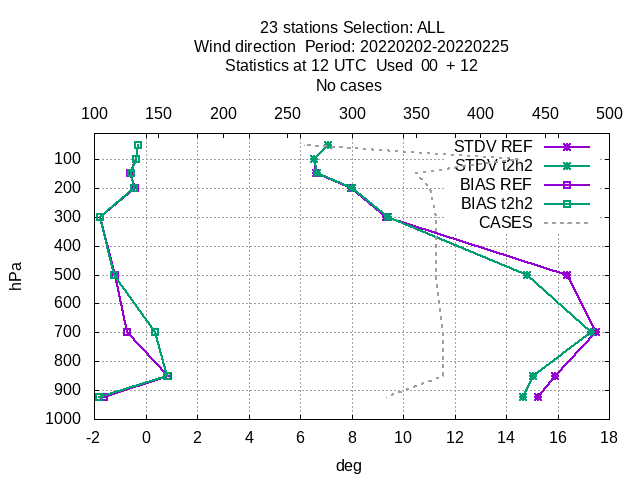 23 stations Selection: ALL
Wind direction  Period: 20220202-20220225
Statistics at 12 UTC  Used  00  + 12
No cases
100 150 200 250 300 350 400 450 500
STDV REF
STDV t2h2
BIAS REF
BIAS t2h2
CASES
100
200
300
400
500
600
700
800
900
1000
hPa
-2 0 2 4 6 8 10 12 14 16 18
deg